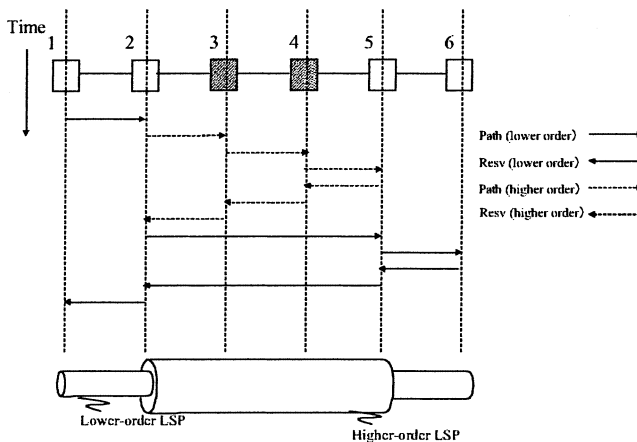 Time
1 2 3 4 5 6
Path (lower order)
Resv (lower order)
Path (higher order)
Resv (higher order)
Lower-order LSP
Higher-order LSP